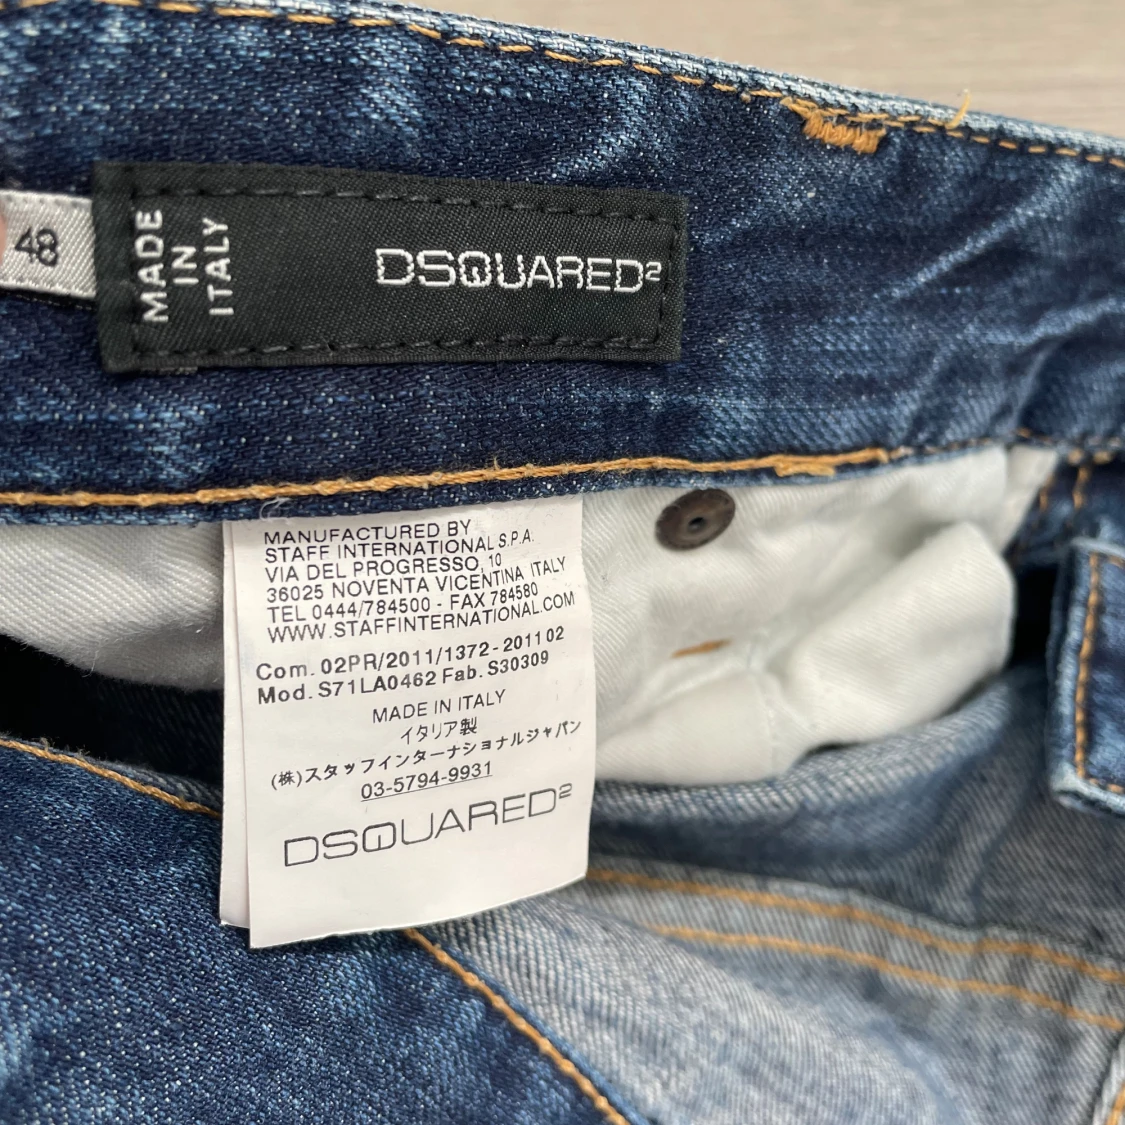 48
MADE
IN
ITALY
DSQUARED²
MANUFACTURED BY
STAFF INTERNATIONAL S.P.A.
VIA DEL PROGRESSO, 10
36025 NOVENTA VICENTINA ITALY
TEL 0444/784500 - FAX 784580
WWW.STAFFINTERNATIONAL.COM
Com. 02PR/2011/1372-2011 02
Mod. S71LA0462 Fab. S30309
MADE IN ITALY
イタリア製
(株)スタッフインターナショナルジャパン
03-5794-9931
DSQUARED²